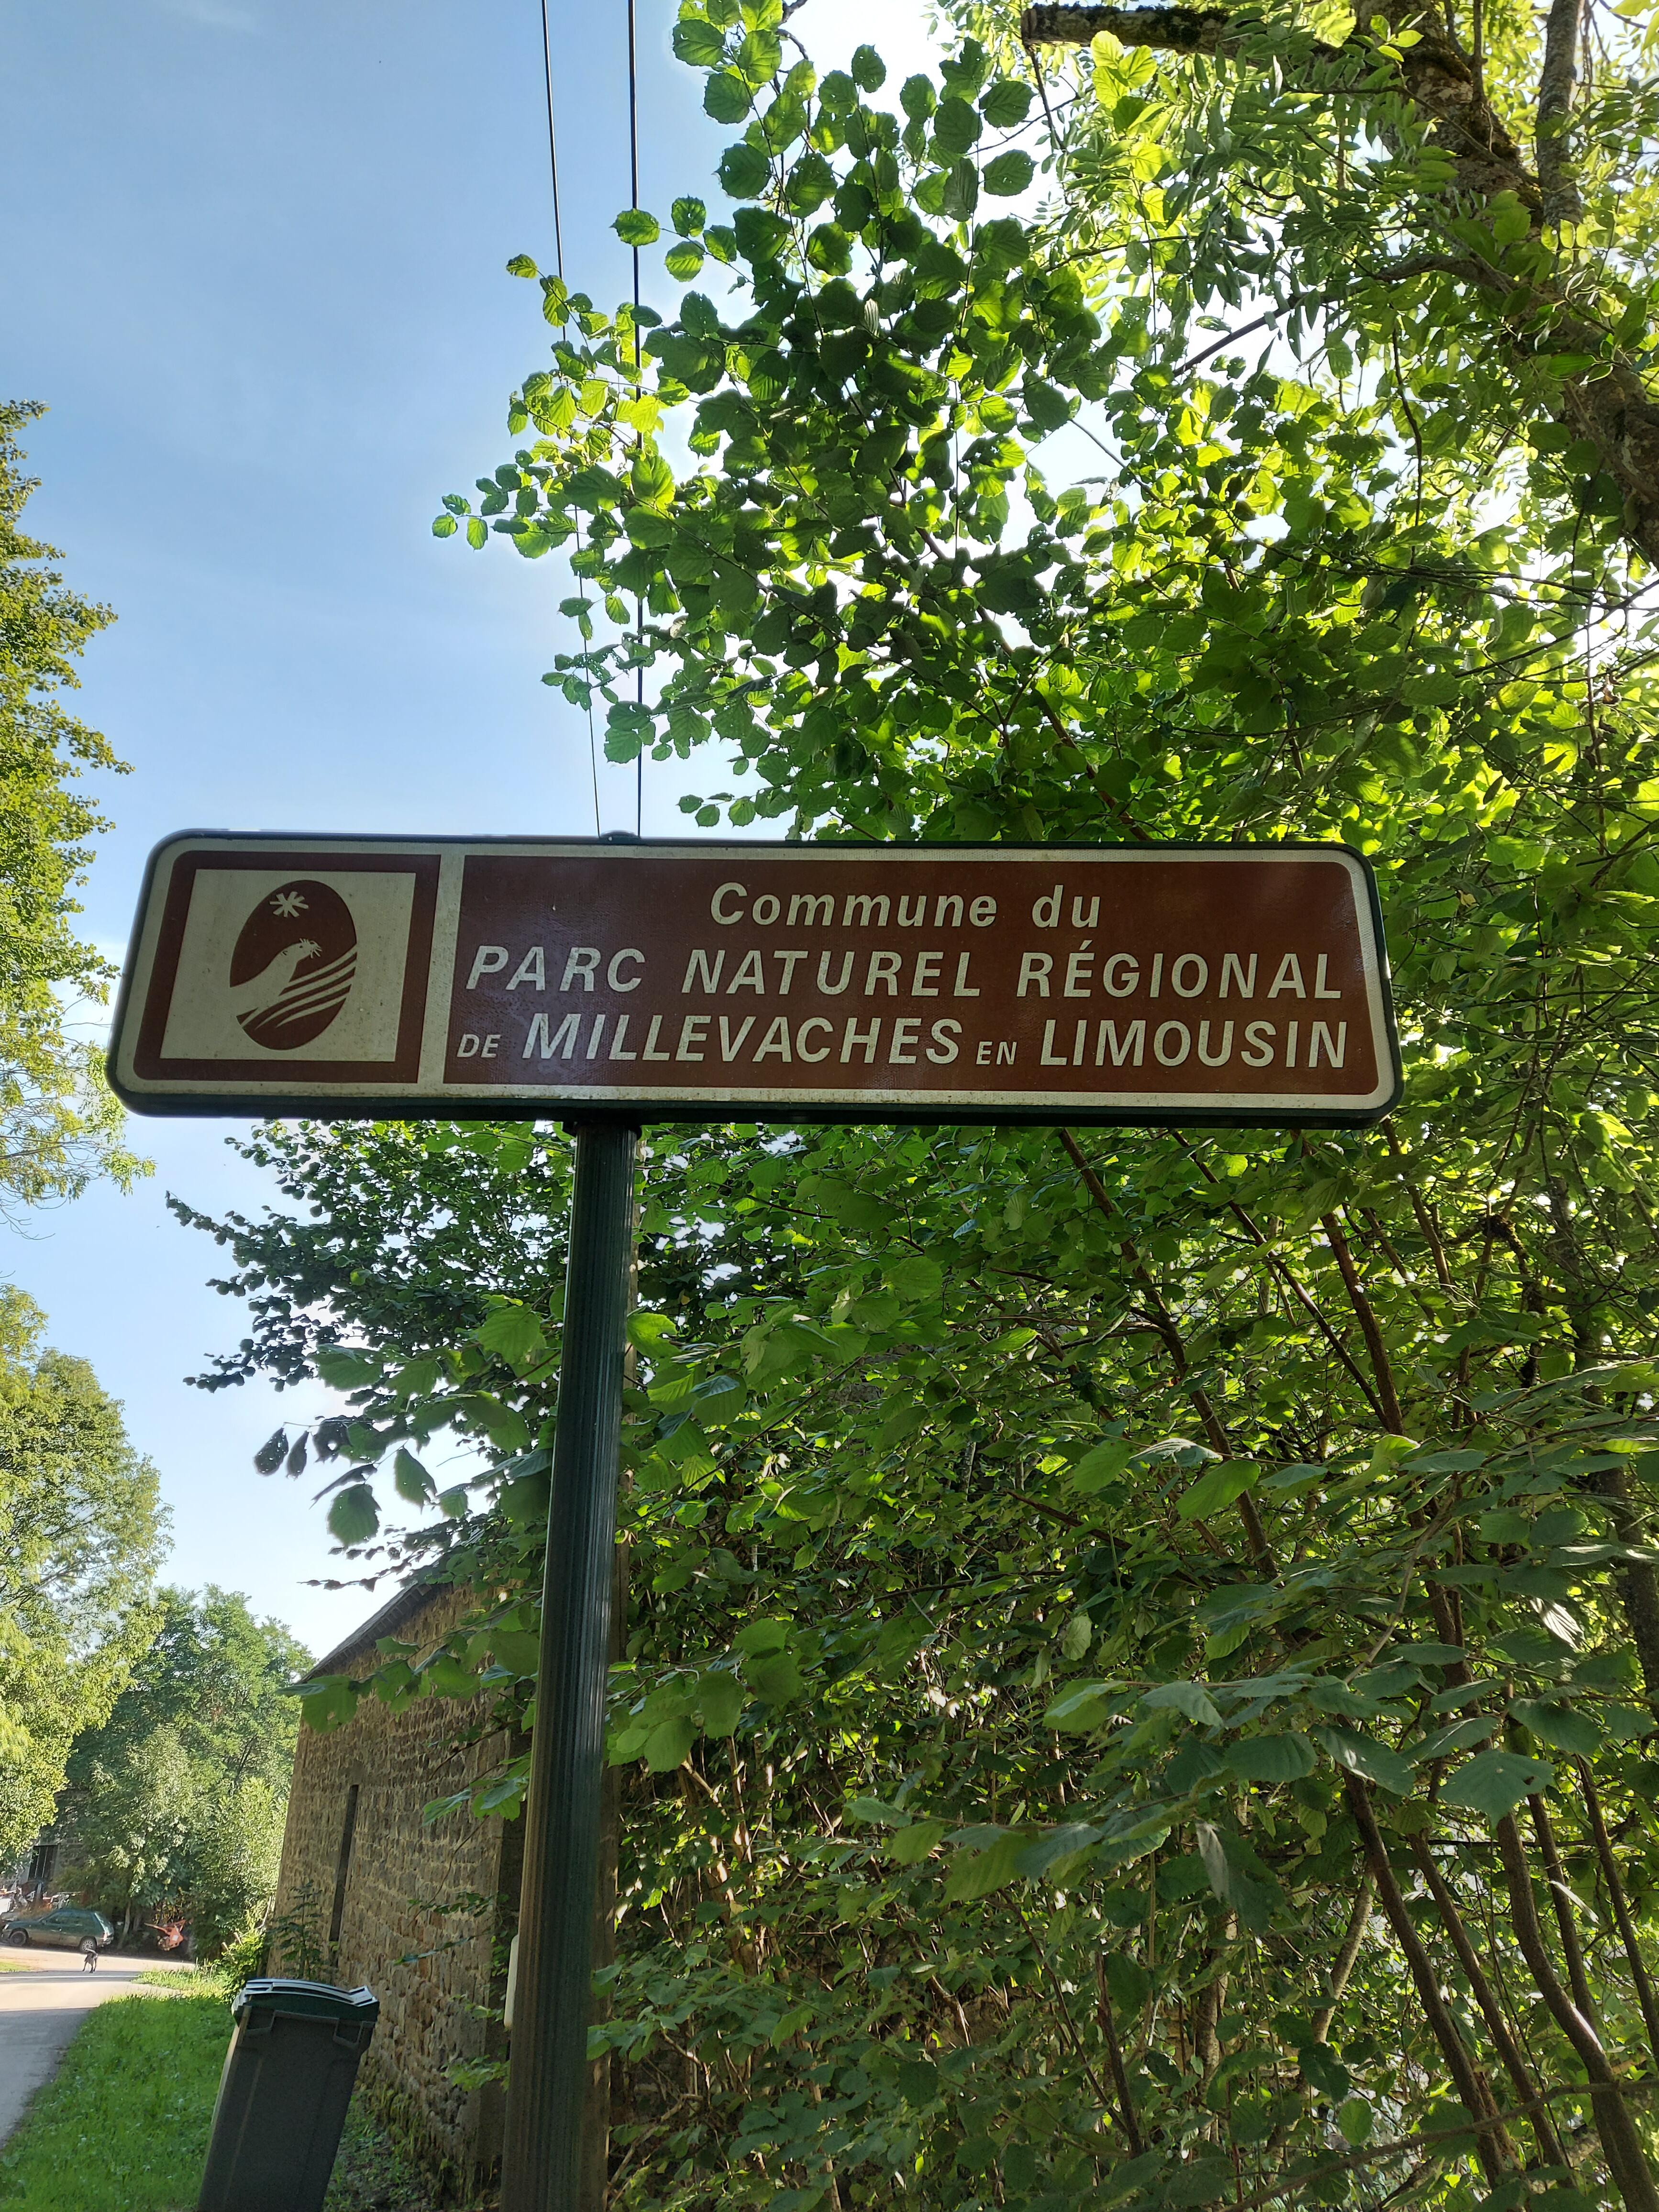 Commune du
PARC NATUREL RÉGIONAL
DE MILLEVACHES EN LIMOUSIN